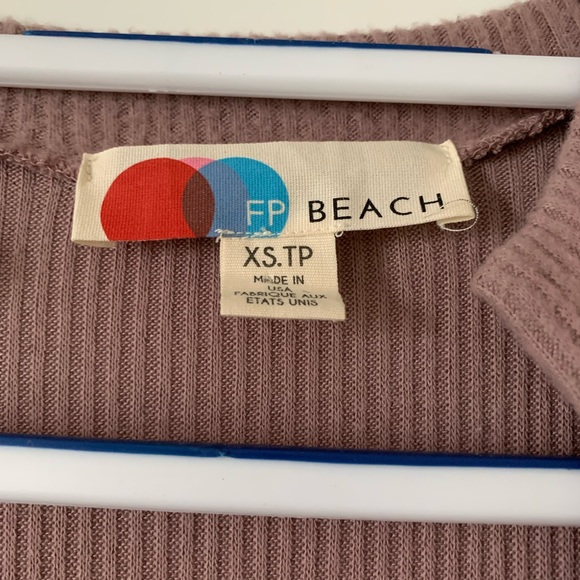 FP BEACH
XS.TP
MADE IN
USA
FABRIQUE AUX
ETATS UNIS